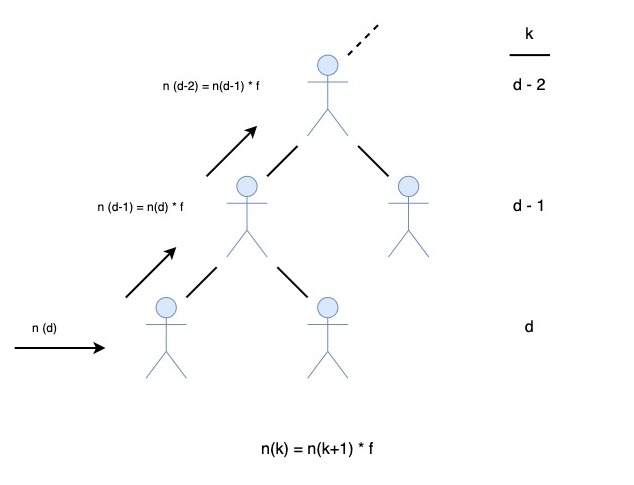 k
n (d-2) = n(d-1) * f
d - 2
n (d-1) = n(d) * f
d - 1
n (d)
d
n(k) = n(k+1) * f